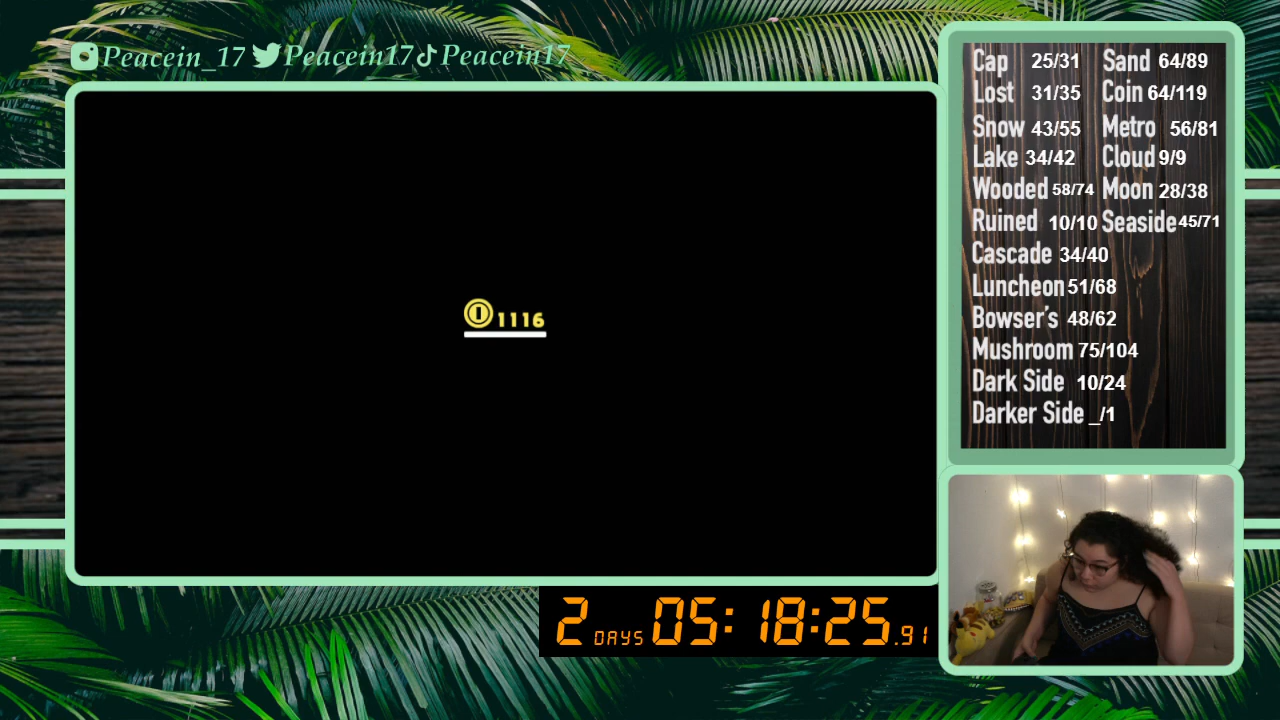 Peacein_17 Peacein17 Peacein17
1116
Cap 25/31 Sand 64/89
Lost 31/35 Coin 64/119
Snow 43/55 Metro 56/81
Lake 34/42 Cloud 9/9
Wooded 58/74 Moon 28/38
Ruined 10/10 Seaside 45/71
Cascade 34/40
Luncheon 51/68
Bowser's 48/62
Mushroom 75/104
Dark Side 10/24
Darker Side _/1
2 DAYS 05:18:25.91